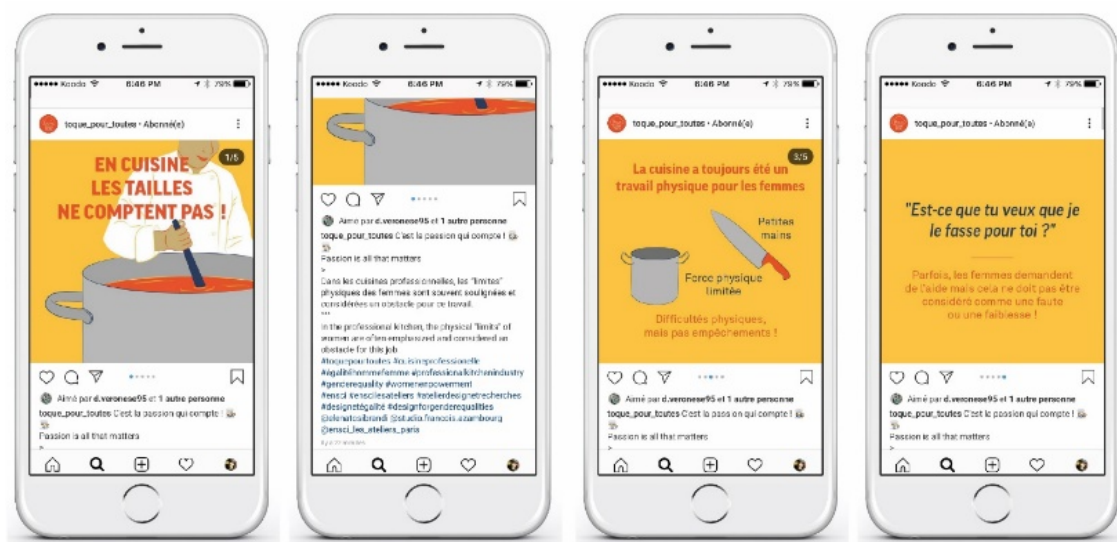 Koodo 6:46 PM 79%
toque_pour_toutes • Abonné(e)
1/5
EN CUISINE
LES TAILLES
NE COMPTENT PAS !
Aimé par d.veronese95 et 1 autre personne
toque_pour_toutes C'est la passion qui compte !
Passion is all that matters
>
Koodo 6:46 PM 79%
Aimé par d.veronese95 et 1 autre personne
toque_pour_toutes C'est la passion qui compte !
Passion is all that matters
>
Dans les cuisines professionnelles, les "limites"
physiques des femmes sont souvent soulignées et
considérées un obstacle pour ce travail.
***
In the professional kitchen, the physical "limits" of
women are often emphasized and considered an
obstacle for this job
#toquepourtoutes #cuisineprofessionelle
#égalitéhommefemme #professionalkitchenindustry
#genderequality #womenempowerment
#ensci #enscilesateliers #atelierdesignetrecherches
#designetégalité #designforgenderequalities
@elenatosibrandi @studio.francois.azambourg
@ensci_les_ateliers_paris
Il y a 22 minutes
Koodo 6:46 PM 79%
toque_pour_toutes • Abonné(e)
3/5
La cuisine a toujours été un
travail physique pour les femmes
Petites
mains
Force physique
limitée
Difficultés physiques,
mais pas empêchements !
Aimé par d.veronese95 et 1 autre personne
toque_pour_toutes C'est la passion qui compte !
Passion is all that matters
>
Koodo 6:46 PM 79%
toque_pour_toutes • Abonné(e)
"Est-ce que tu veux que je
le fasse pour toi ?"
Parfois, les femmes demandent
de l'aide mais cela ne doit pas être
considéré comme une faute
ou une faiblesse !
Aimé par d.veronese95 et 1 autre personne
toque_pour_toutes C'est la passion qui compte !
Passion is all that matters
>